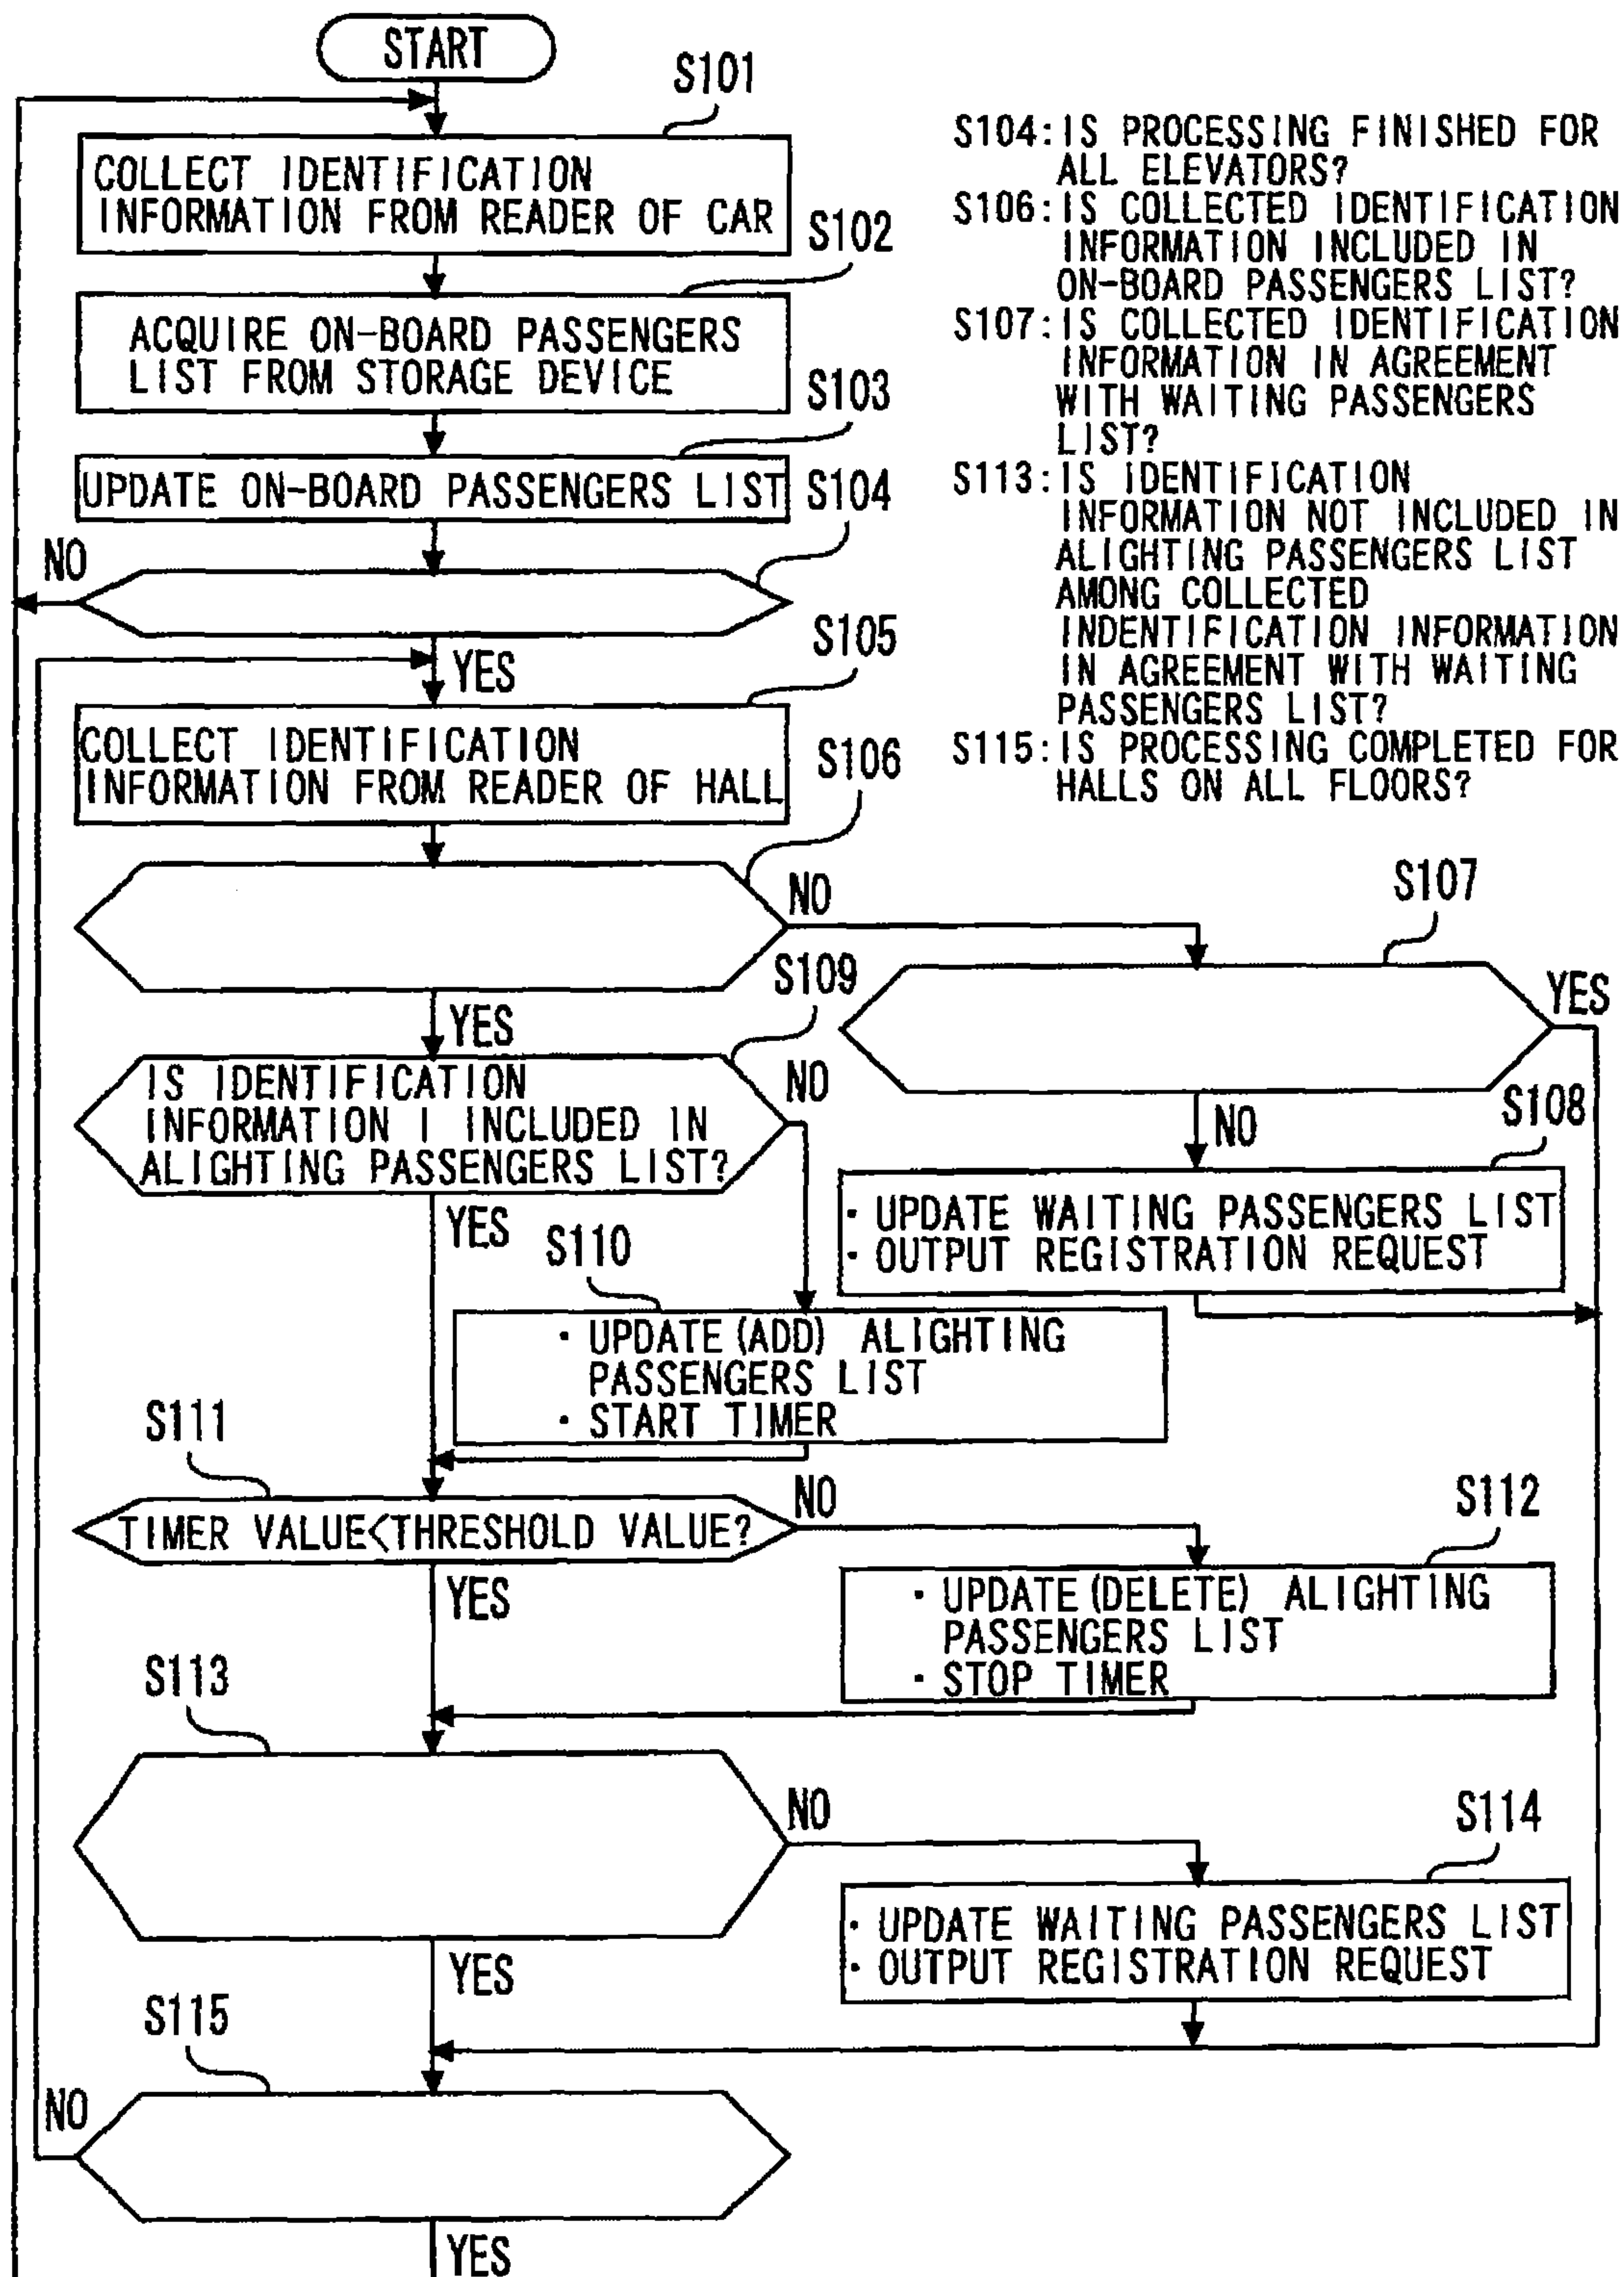 START
S101
COLLECT IDENTIFICATION
INFORMATION FROM READER OF CAR
S102
ACQUIRE ON-BOARD PASSENGERS
LIST FROM STORAGE DEVICE
S103
UPDATE ON-BOARD PASSENGERS LIST
S104
NO
YES
S105
COLLECT IDENTIFICATION
INFORMATION FROM READER OF HALL
S106
NO
S107
YES
YES
S109
IS IDENTIFICATION
INFORMATION I INCLUDED IN
ALIGHTING PASSENGERS LIST?
NO
NO
S108
· UPDATE WAITING PASSENGERS LIST
· OUTPUT REGISTRATION REQUEST
YES
S110
· UPDATE (ADD) ALIGHTING
PASSENGERS LIST
· START TIMER
S111
TIMER VALUE<THRESHOLD VALUE?
NO
S112
· UPDATE (DELETE) ALIGHTING
PASSENGERS LIST
· STOP TIMER
YES
S113
NO
S114
· UPDATE WAITING PASSENGERS LIST
· OUTPUT REGISTRATION REQUEST
YES
S115
NO
YES
S104:IS PROCESSING FINISHED FOR
ALL ELEVATORS?
S106:IS COLLECTED IDENTIFICATION
INFORMATION INCLUDED IN
ON-BOARD PASSENGERS LIST?
S107:IS COLLECTED IDENTIFICATION
INFORMATION IN AGREEMENT
WITH WAITING PASSENGERS
LIST?
S113:IS IDENTIFICATION
INFORMATION NOT INCLUDED IN
ALIGHTING PASSENGERS LIST
AMONG COLLECTED
INDENTIFICATION INFORMATION
IN AGREEMENT WITH WAITING
PASSENGERS LIST?
S115:IS PROCESSING COMPLETED FOR
HALLS ON ALL FLOORS?